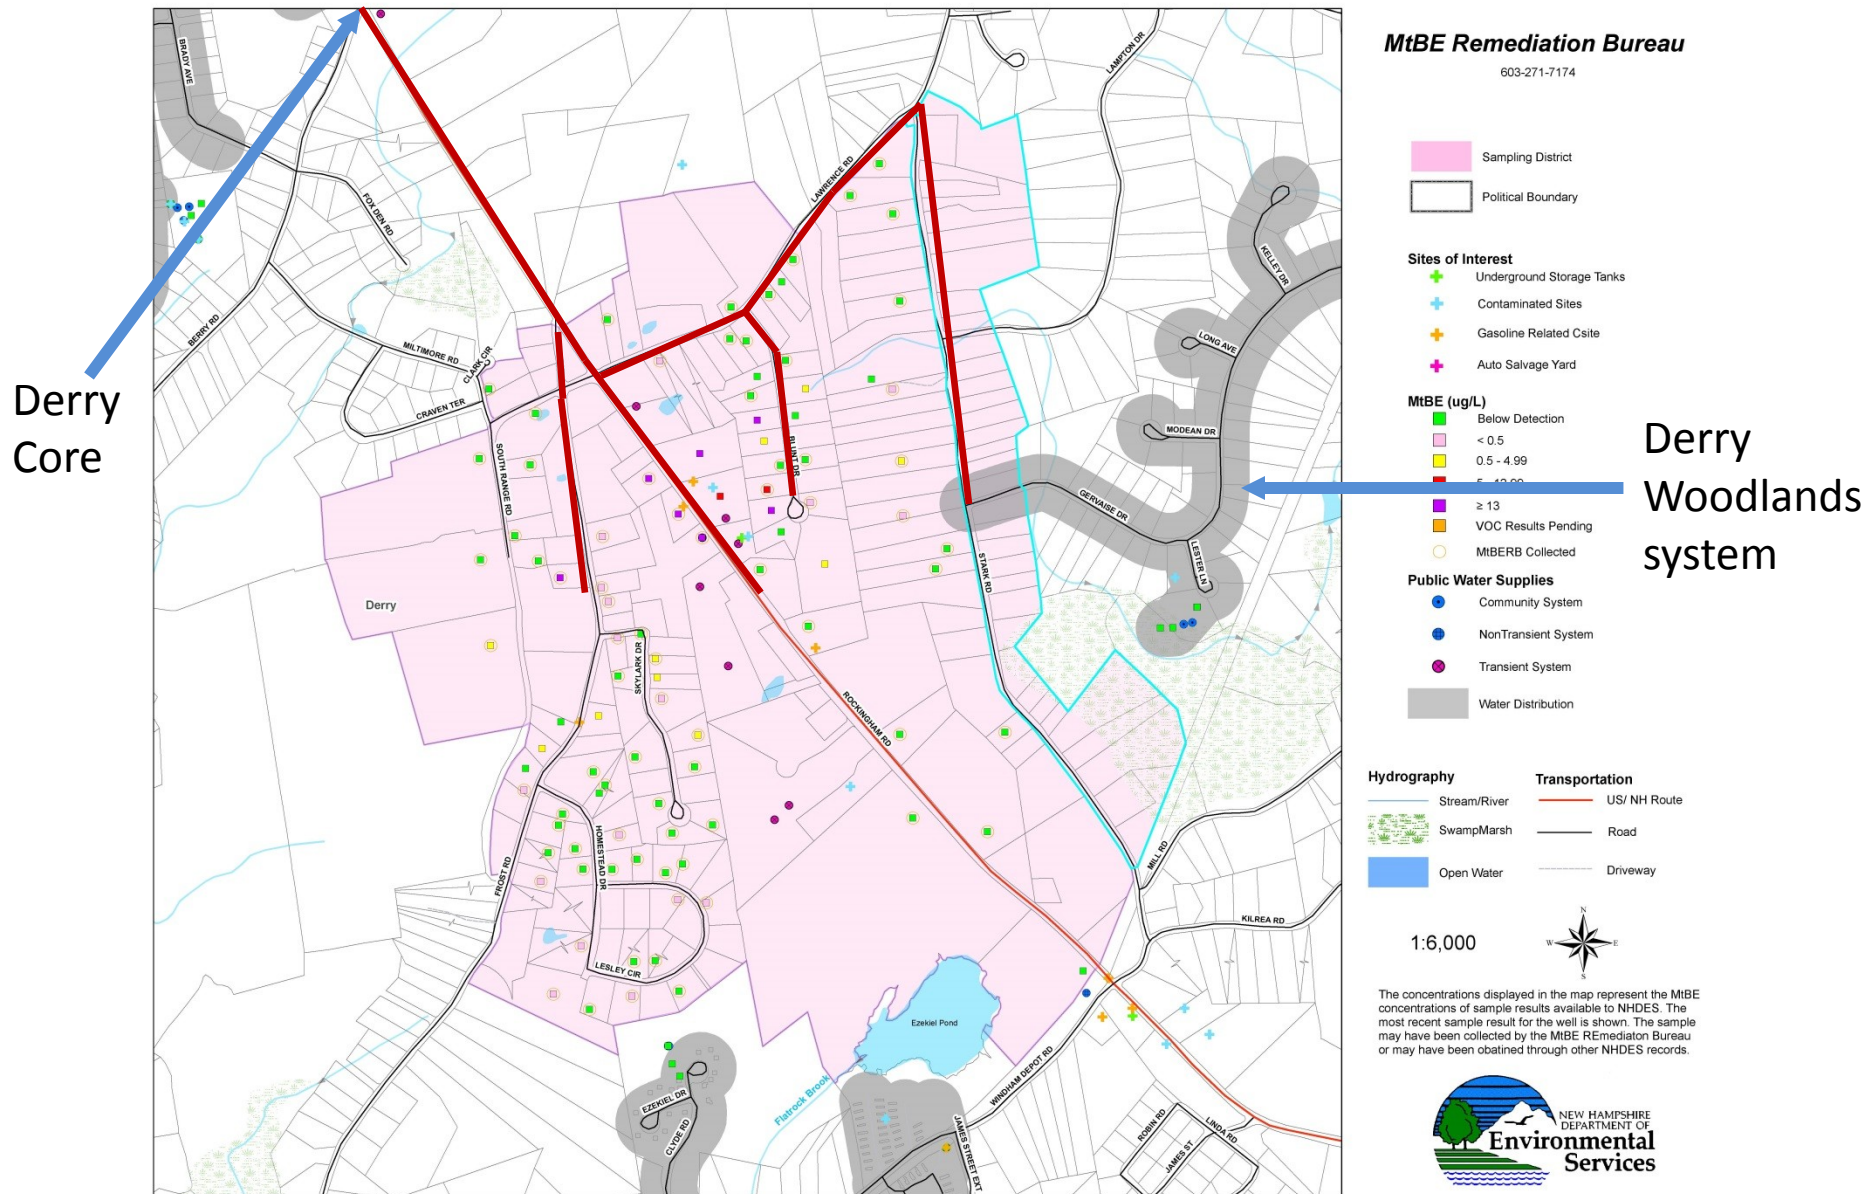 MtBE Remediation Bureau
603-271-7174
Sampling District
Political Boundary
Sites of Interest
Underground Storage Tanks
Contaminated Sites
Gasoline Related Csite
Auto Salvage Yard
MtBE (ug/L)
Below Detection
< 0.5
0.5 - 4.99
≥ 13
VOC Results Pending
MtBERB Collected
Public Water Supplies
Community System
NonTransient System
Transient System
Water Distribution
Hydrography
Stream/River
SwampMarsh
Open Water
Transportation
US/ NH Route
Road
Driveway
1:6,000
N
W
E
S
The concentrations displayed in the map represent the MtBE
concentrations of sample results available to NHDES. The
most recent sample result for the well is shown. The sample
may have been collected by the MtBE REmediaton Bureau
or may have been obatined through other NHDES records.
NEW HAMPSHIRE
DEPARTMENT OF
Environmental
Services
Derry
Core
Derry
Woodlands
system
BRADY AVE
FOX DEN RD
BERRY RD
MILTIMORE RD
CLARK CIR
CRAVEN TER
SOUTH RANGE RD
LAWRENCE RD
LAMPTON DR
KELLEY DR
LONG AVE
MODEAN DR
GERVAISE DR
LESTER LN
BLUNT DR
STARK RD
Derry
SKYLARK DR
ROCKINGHAM RD
HOMESTEAD DR
FROST RD
LESLEY CIR
MILL RD
KILREA RD
Ezekiel Pond
WINDHAM DEPOT RD
Flatrock Brook
EZEKIEL DR
CLYDE RD
JAMES STREET EXT
ROBIN RD
JAMES ST
LINDA RD